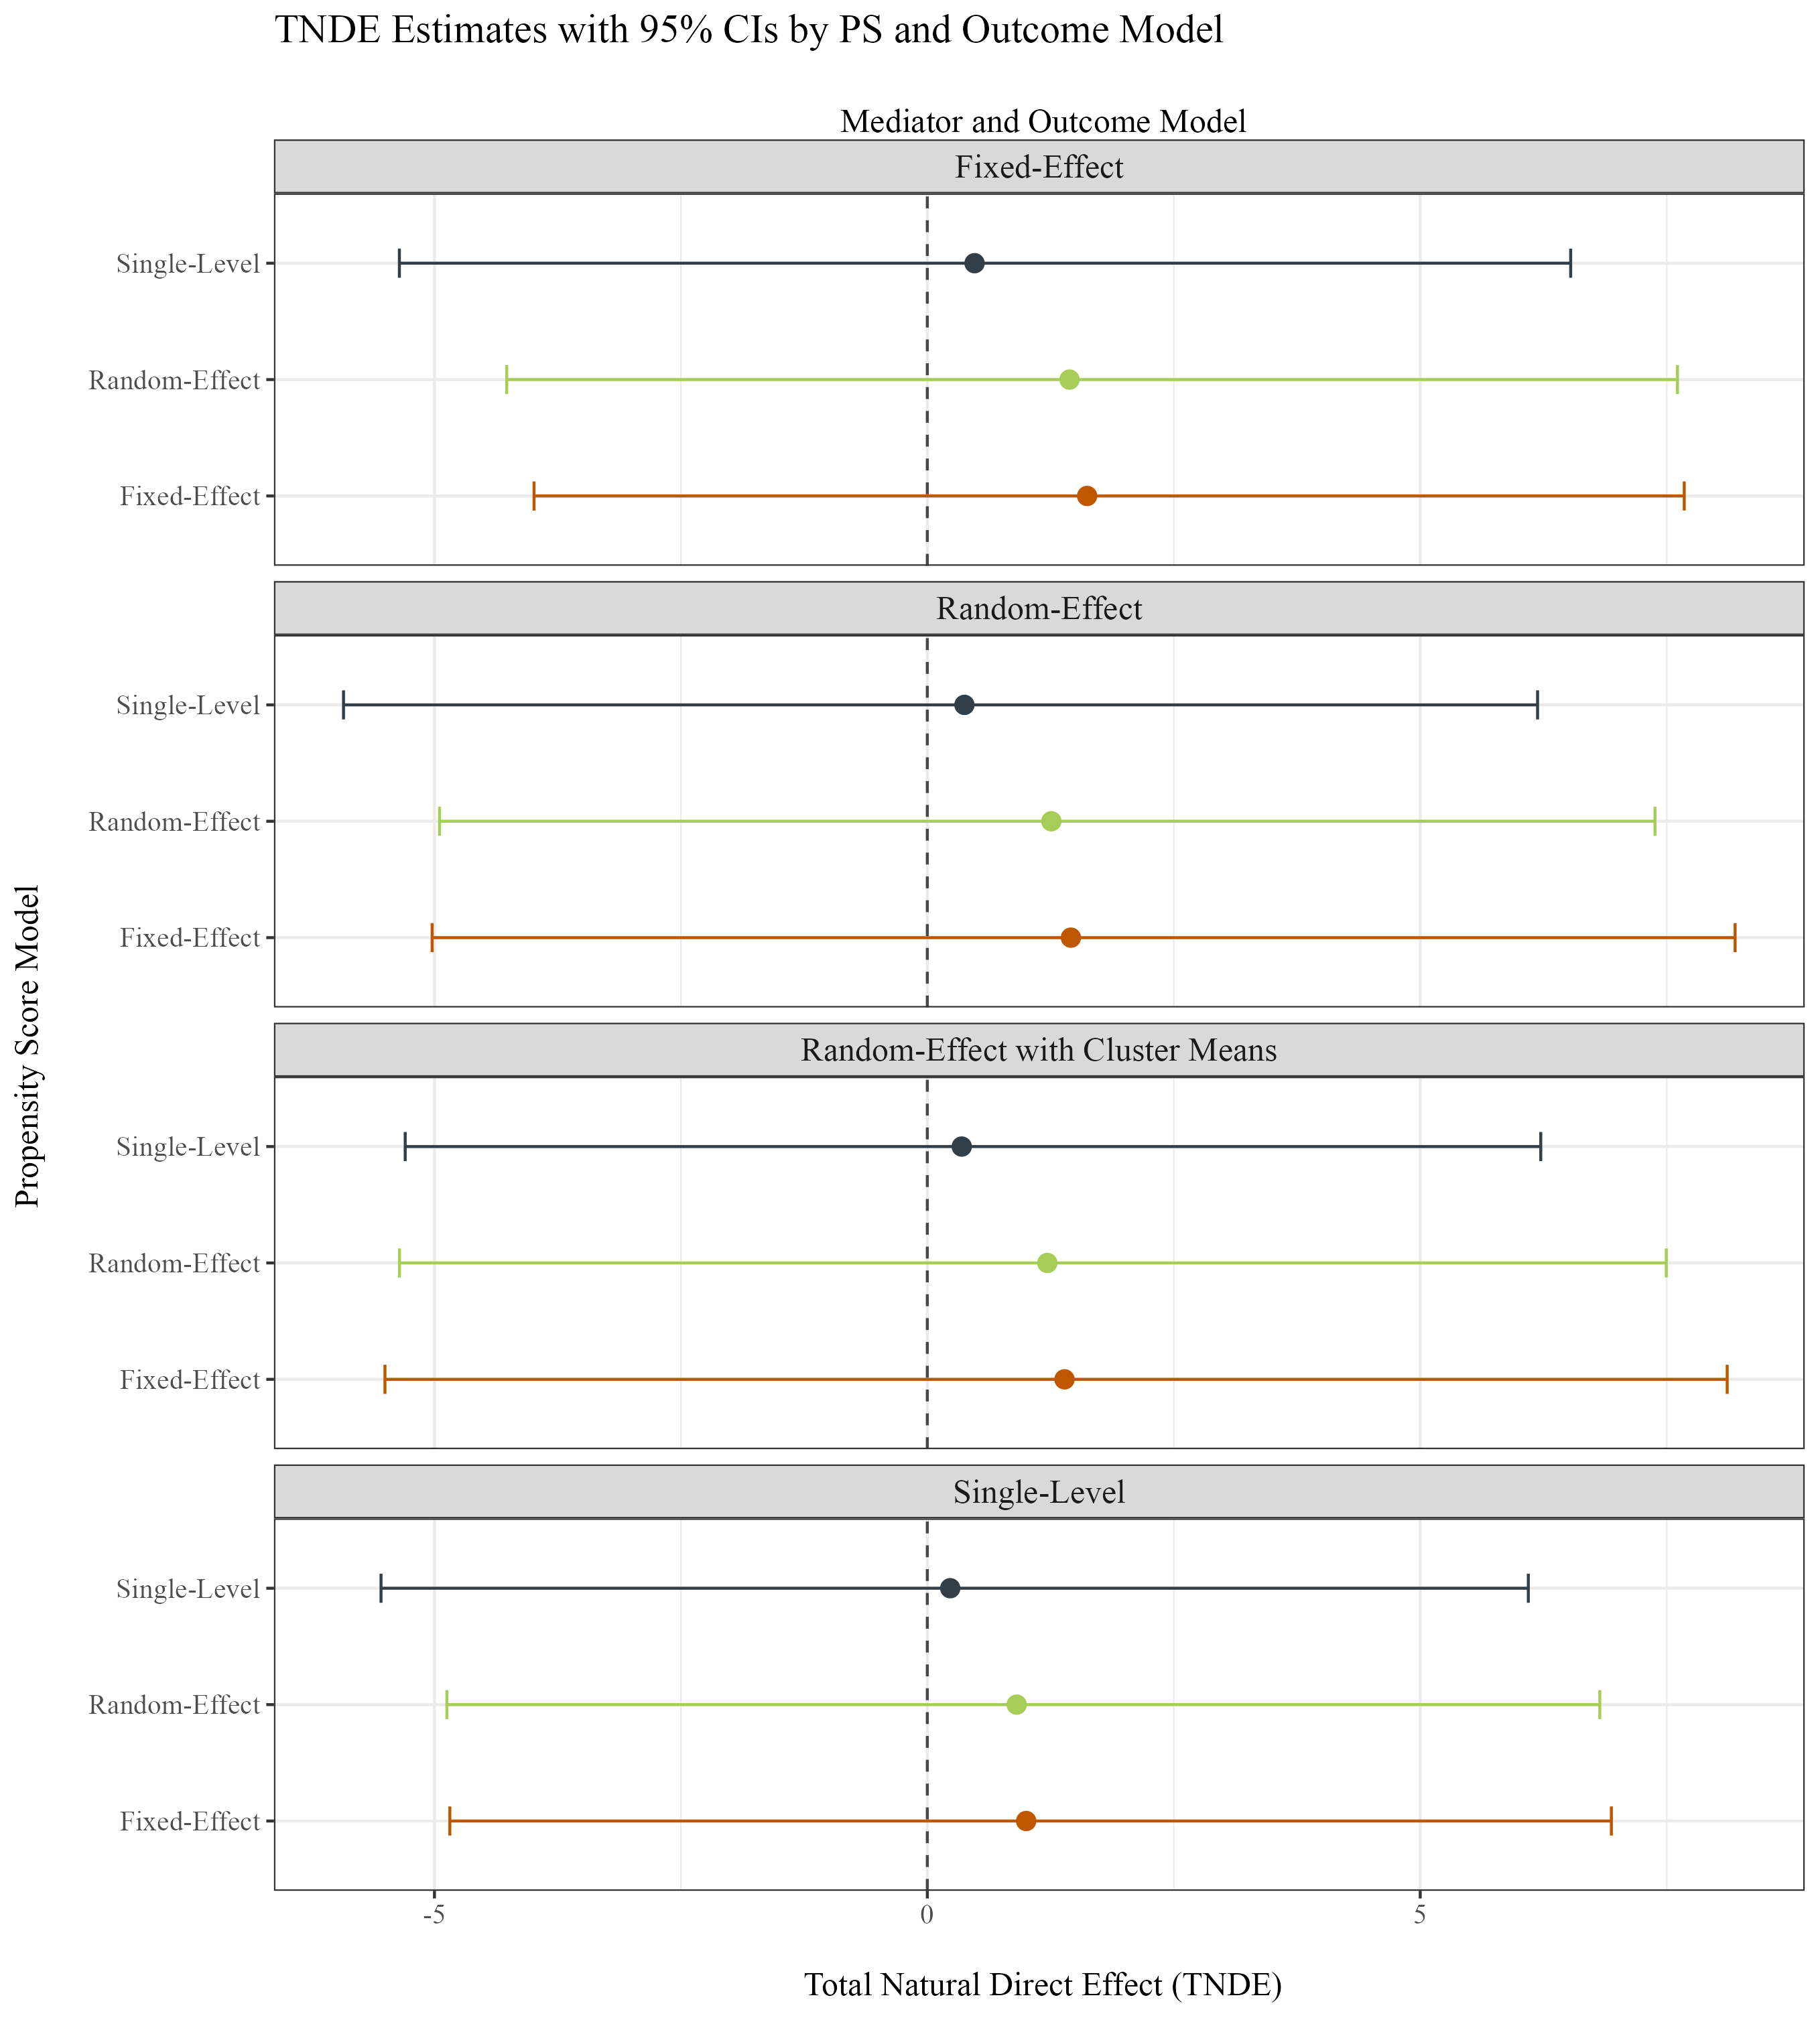 TNDE Estimates with 95% CIs by PS and Outcome Model
Mediator and Outcome Model
Fixed-Effect
Single-Level
Random-Effect
Fixed-Effect
Random-Effect
Single-Level
Random-Effect
Fixed-Effect
Random-Effect with Cluster Means
Single-Level
Random-Effect
Fixed-Effect
Single-Level
Single-Level
Random-Effect
Fixed-Effect
Propensity Score Model
-5 0 5
Total Natural Direct Effect (TNDE)